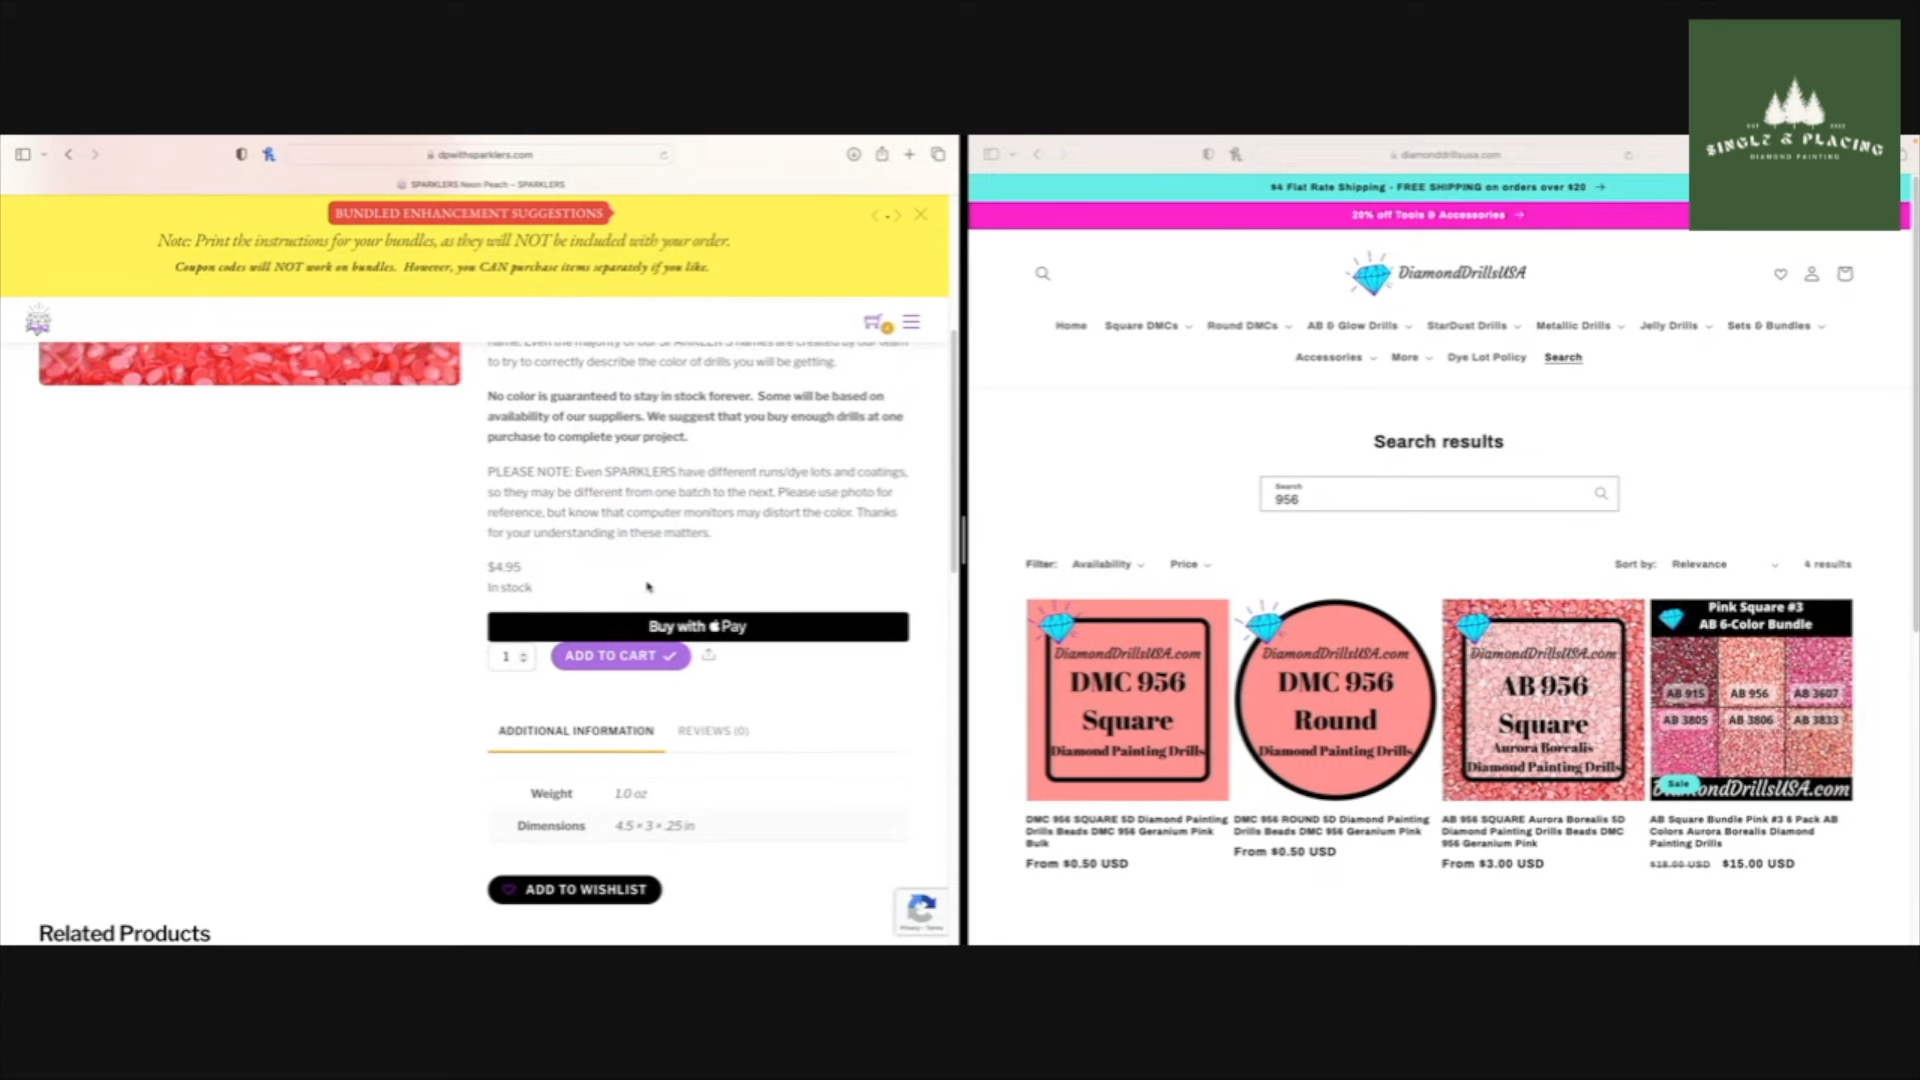 EST 2022
SINGLE & PLACING
DIAMOND PAINTING
dpwithsparklers.com
SPARKLERS Neon Peach – SPARKLERS
BUNDLED ENHANCEMENT SUGGESTIONS
Note: Print the instructions for your bundles, as they will NOT be included with your order.
Coupon codes will NOT work on bundles. However, you CAN purchase items separately if you like.
name. Even the majority of our SPARKLER'S names are created by our team
to try to correctly describe the color of drills you will be getting.
No color is guaranteed to stay in stock forever. Some will be based on
availability of our suppliers. We suggest that you buy enough drills at one
purchase to complete your project.
PLEASE NOTE: Even SPARKLERS have different runs/dye lots and coatings,
so they may be different from one batch to the next. Please use photo for
reference, but know that computer monitors may distort the color. Thanks
for your understanding in these matters.
$4.95
In stock
Buy with Pay
1 ADD TO CART
ADDITIONAL INFORMATION REVIEWS (0)
Weight 1.0 oz
Dimensions 4.5 × 3 × .25 in
ADD TO WISHLIST
Privacy - Terms
Related Products
diamonddrillsusa.com
$4 Flat Rate Shipping - FREE SHIPPING on orders over $20 →
20% off Tools & Accessories →
DiamondDrillsUSA
Home Square DMCs Round DMCs AB & Glow Drills StarDust Drills Metallic Drills Jelly Drills Sets & Bundles
Accessories More Dye Lot Policy Search
Search results
Search
956
Filter: Availability Price Sort by: Relevance 4 results
DiamondDrillsUSA.com
DMC 956
Square
Diamond Painting Drills
DiamondDrillsUSA.com
DMC 956
Round
Diamond Painting Drills
DiamondDrillsUSA.com
AB 956
Square
Aurora Borealis
Diamond Painting Drills
Pink Square #3
AB 6-Color Bundle
AB 915 AB 956 AB 3607
AB 3805 AB 3806 AB 3833
Sale
DMC 956 SQUARE 5D Diamond Painting
Drills Beads DMC 956 Geranium Pink
Bulk
From $0.50 USD
DMC 956 ROUND 5D Diamond Painting
Drills Beads DMC 956 Geranium Pink
From $0.50 USD
AB 956 SQUARE Aurora Borealis 5D
Diamond Painting Drills Beads DMC
956 Geranium Pink
From $3.00 USD
AB Square Bundle Pink #3 6 Pack AB
Colors Aurora Borealis Diamond
Painting Drills
$18.00 USD $15.00 USD